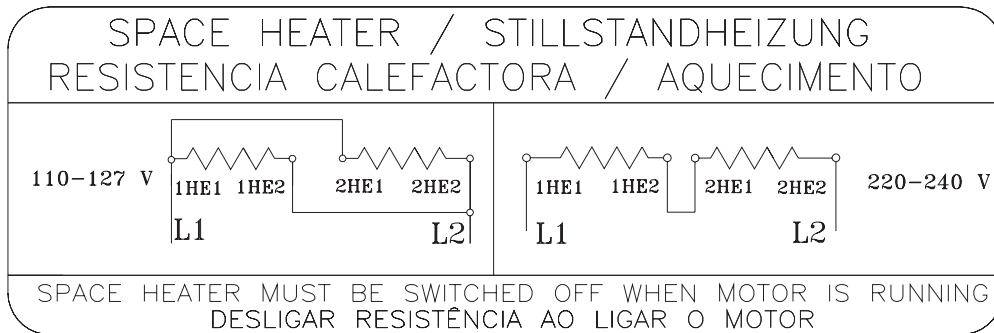 SPACE HEATER / STILLSTANDHEIZUNG
RESISTENCIA CALEFACTORA / AQUECIMENTO
110-127 V
1HE1 1HE2 2HE1 2HE2
L1 L2
1HE1 1HE2 2HE1 2HE2
220-240 V
L1 L2
SPACE HEATER MUST BE SWITCHED OFF WHEN MOTOR IS RUNNING
DESLIGAR RESISTÊNCIA AO LIGAR O MOTOR